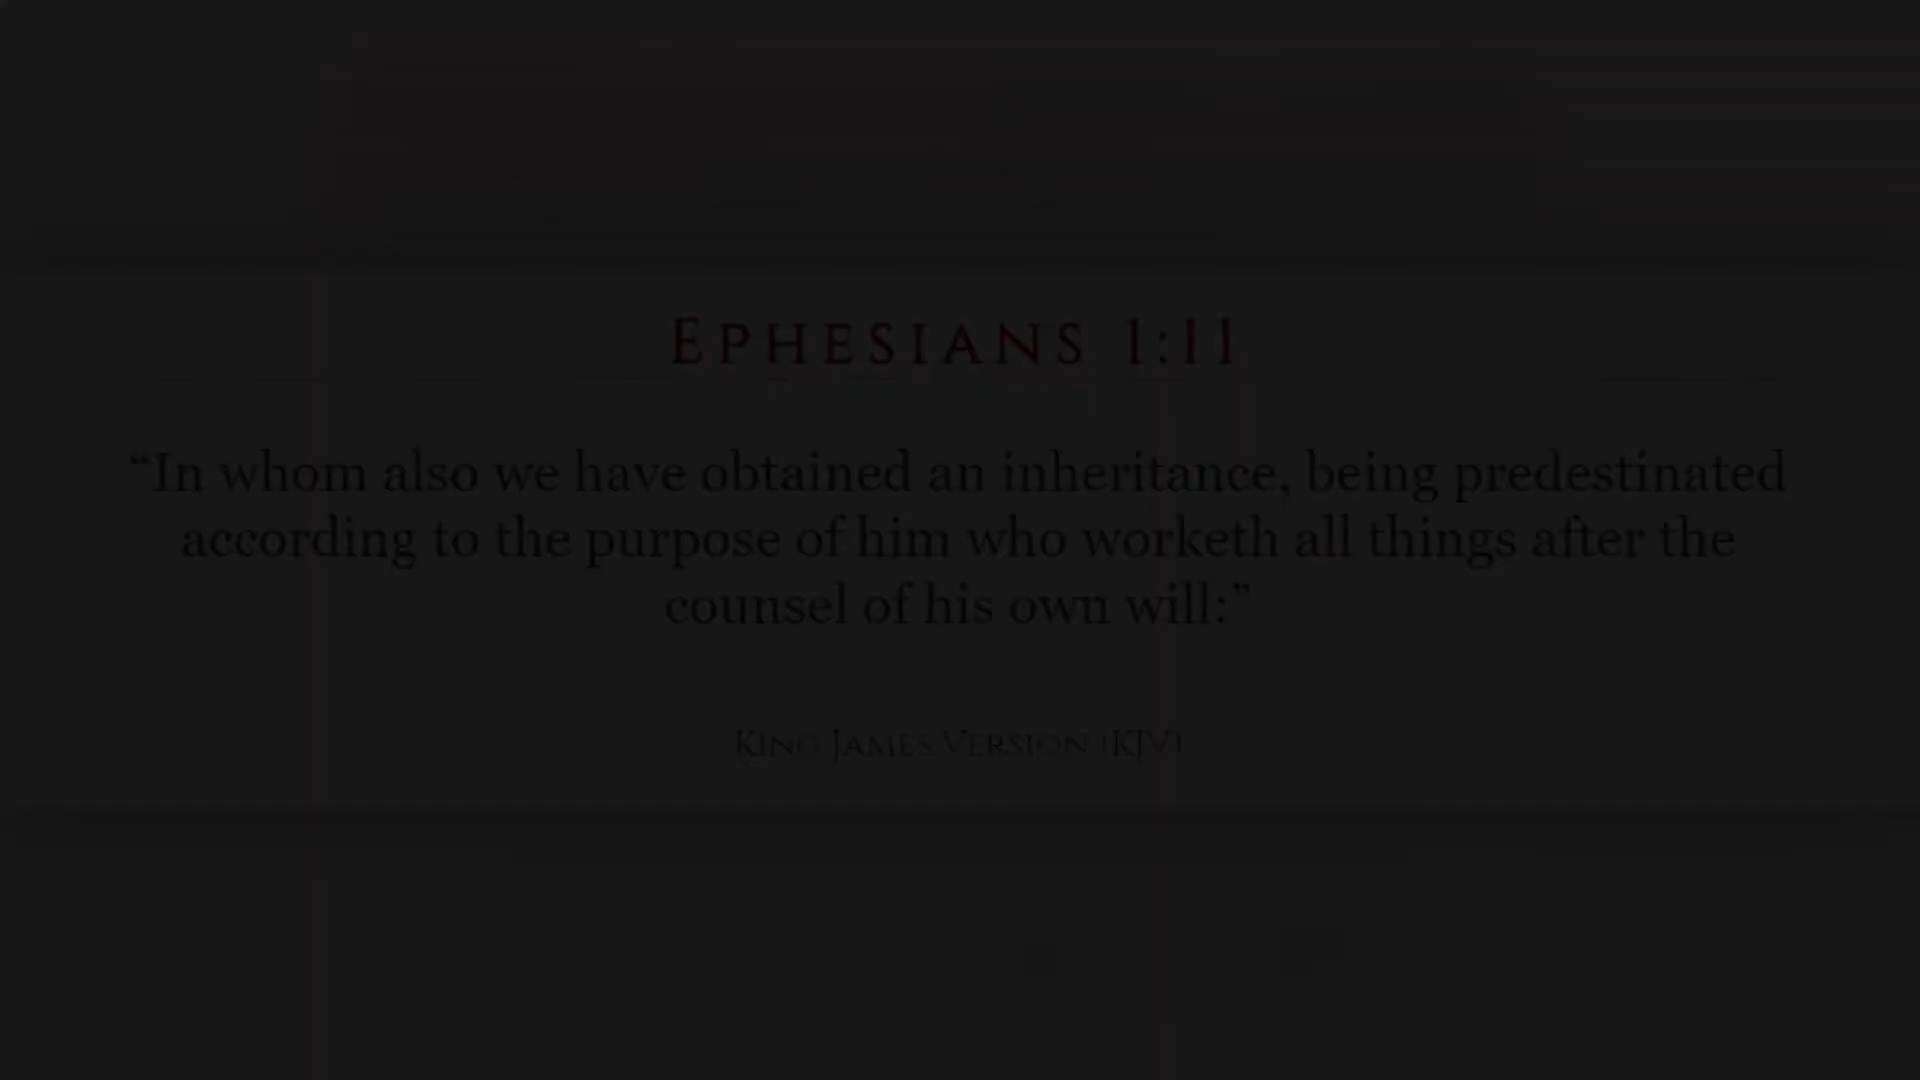 EPHESIANS 1:11
“In whom also we have obtained an inheritance, being predestinated
according to the purpose of him who worketh all things after the
counsel of his own will:”
KING JAMES VERSION (KJV)